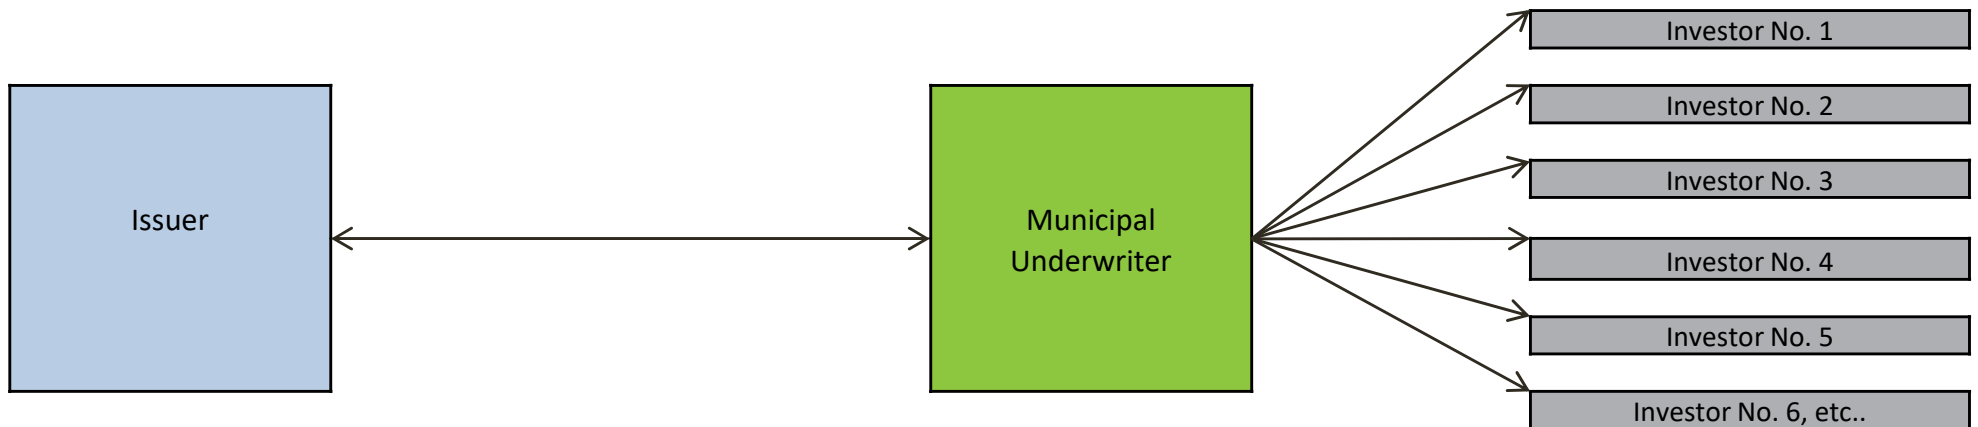 Issuer
Municipal
Underwriter
Investor No. 1
Investor No. 2
Investor No. 3
Investor No. 4
Investor No. 5
Investor No. 6, etc..